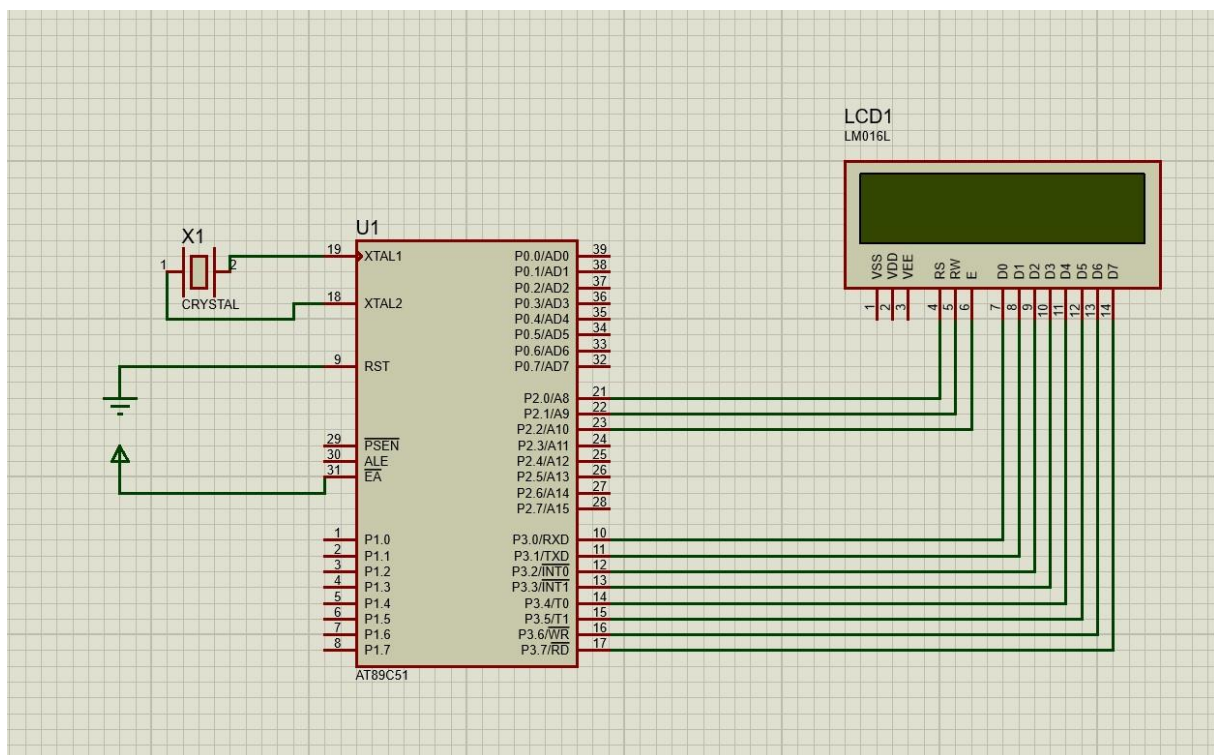 LCD1
LM016L
VSS
VDD
VEE
RS
RW
E
D0
D1
D2
D3
D4
D5
D6
D7
1
2
3
4
5
6
7
8
9
10
11
12
13
14
X1
1
2
CRYSTAL
U1
19 XTAL1
18 XTAL2
9 RST
29 PSEN
30 ALE
31 EA
1 P1.0
2 P1.1
3 P1.2
4 P1.3
5 P1.4
6 P1.5
7 P1.6
8 P1.7
P0.0/AD0 39
P0.1/AD1 38
P0.2/AD2 37
P0.3/AD3 36
P0.4/AD4 35
P0.5/AD5 34
P0.6/AD6 33
P0.7/AD7 32
P2.0/A8 21
P2.1/A9 22
P2.2/A10 23
P2.3/A11 24
P2.4/A12 25
P2.5/A13 26
P2.6/A14 27
P2.7/A15 28
P3.0/RXD 10
P3.1/TXD 11
P3.2/INT0 12
P3.3/INT1 13
P3.4/T0 14
P3.5/T1 15
P3.6/WR 16
P3.7/RD 17
AT89C51